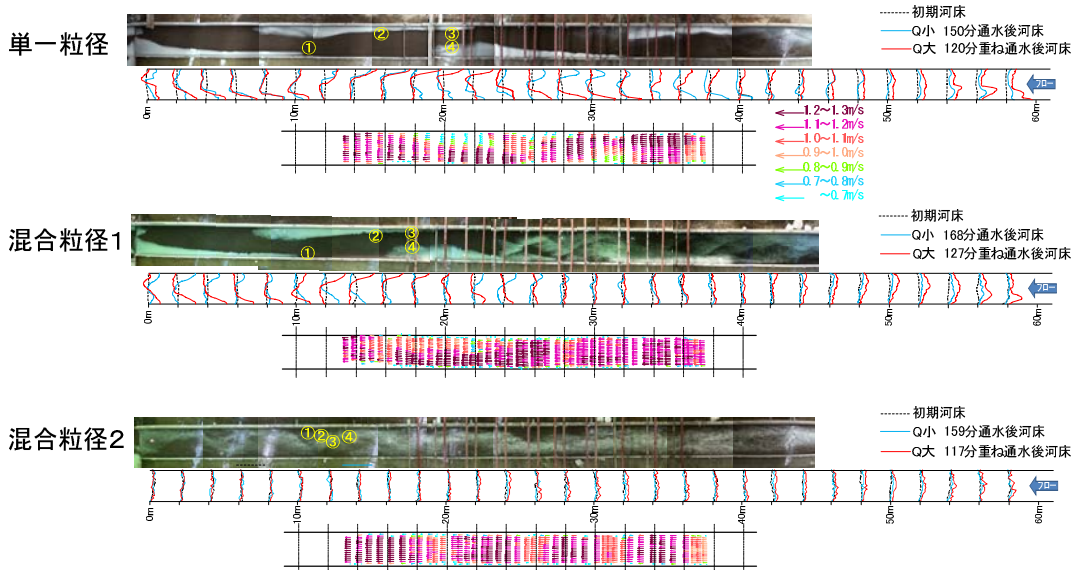 単一粒径
①
②
③
④
初期河床
Q小 150分通水後河床
Q大 120分重ね通水後河床
フロー
0m
10m
20m
30m
40m
50m
60m
1.2～1.3m/s
1.1～1.2m/s
1.0～1.1m/s
0.9～1.0m/s
0.8～0.9m/s
0.7～0.8m/s
～0.7m/s
混合粒径1
①
②
③
④
初期河床
Q小 168分通水後河床
Q大 127分重ね通水後河床
フロー
0m
10m
20m
30m
40m
50m
60m
混合粒径2
①
②
③
④
初期河床
Q小 159分通水後河床
Q大 117分重ね通水後河床
フロー
0m
10m
20m
30m
40m
50m
60m